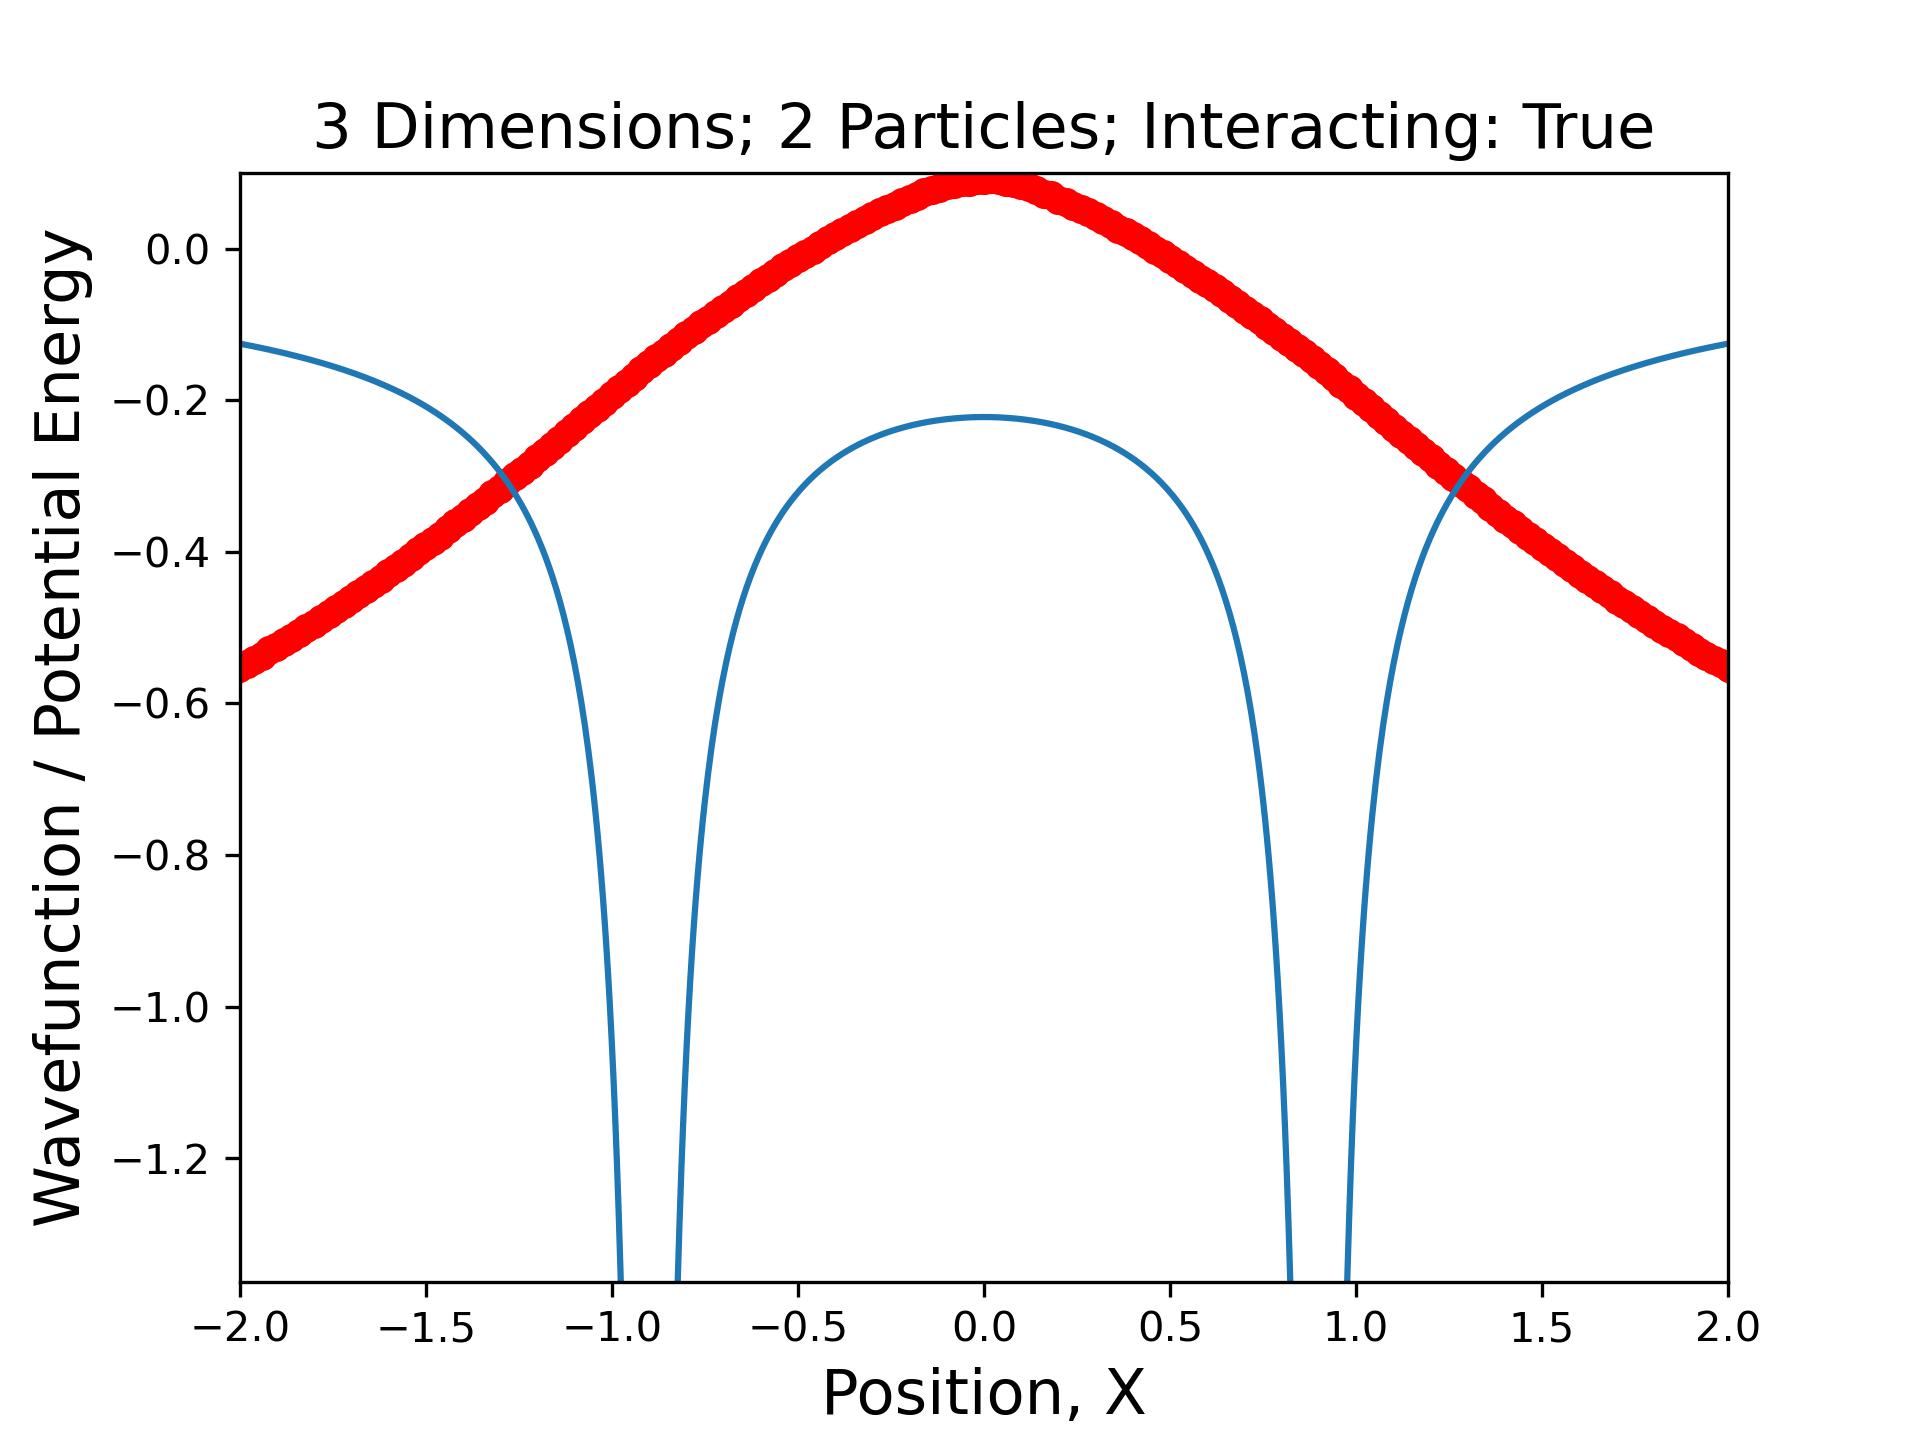 3 Dimensions; 2 Particles; Interacting: True
Wavefunction / Potential Energy
0.0
−0.2
−0.4
−0.6
−0.8
−1.0
−1.2
−2.0 −1.5 −1.0 −0.5 0.0 0.5 1.0 1.5 2.0
Position, X